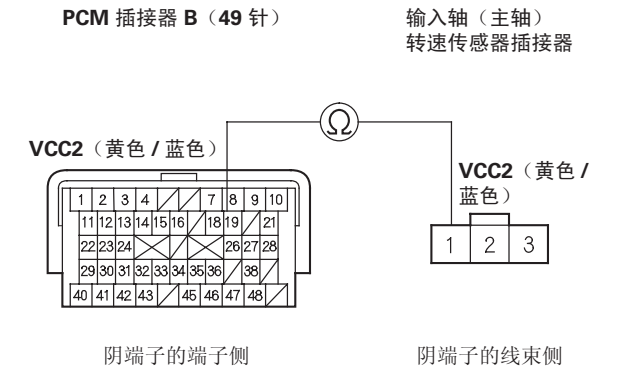 PCM 插接器 B（49 针）
输入轴（主轴）
转速传感器插接器
Ω
VCC2（黄色 / 蓝色）
VCC2（黄色 /
蓝色）
1 2 3 4 7 8 9 10
11 12 13 14 15 16 18 19 21
22 23 24 26 27 28
29 30 31 32 33 34 35 36 38
40 41 42 43 45 46 47 48
1 2 3
阴端子的端子侧
阴端子的线束侧